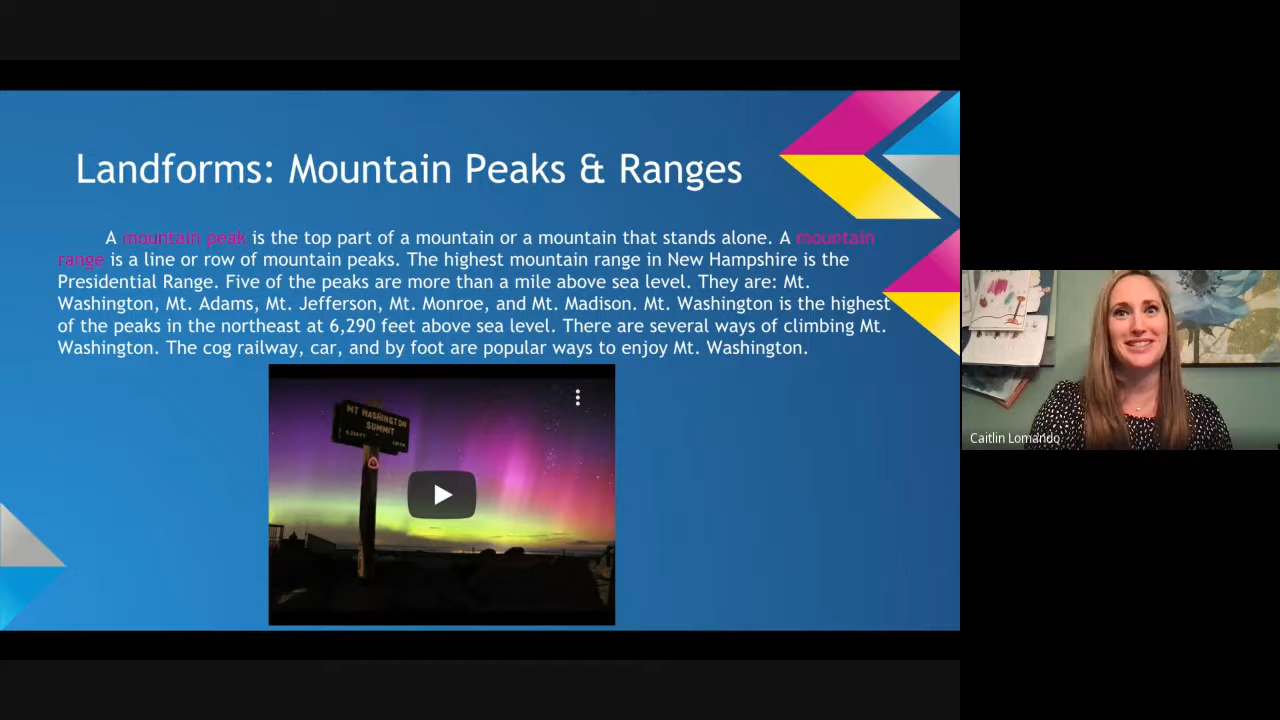 Landforms: Mountain Peaks & Ranges
A mountain peak is the top part of a mountain or a mountain that stands alone. A mountain
range is a line or row of mountain peaks. The highest mountain range in New Hampshire is the
Presidential Range. Five of the peaks are more than a mile above sea level. They are: Mt.
Washington, Mt. Adams, Mt. Jefferson, Mt. Monroe, and Mt. Madison. Mt. Washington is the highest
of the peaks in the northeast at 6,290 feet above sea level. There are several ways of climbing Mt.
Washington. The cog railway, car, and by foot are popular ways to enjoy Mt. Washington.
MT WASHINGTON
SUMMIT
Caitlin Lomando